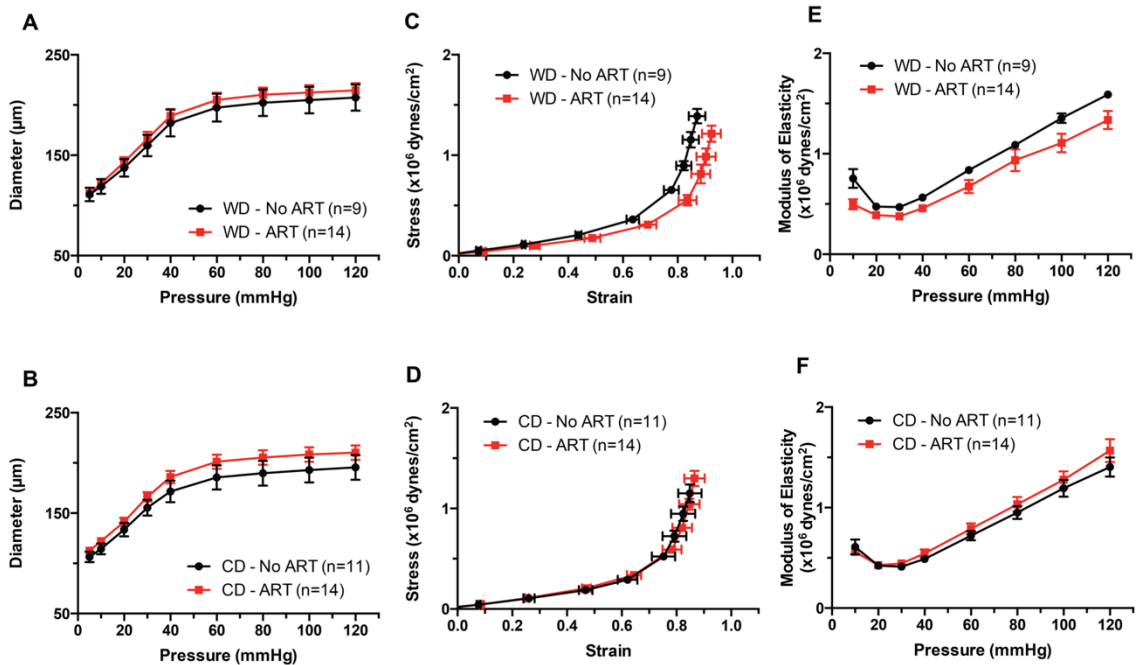 A
250
150
50
Diameter (µm)
WD - No ART (n=9)
WD - ART (n=14)
0 20 40 60 80 100 120
Pressure (mmHg)
C
2
1
0
Stress (x10⁶ dynes/cm²)
WD - No ART (n=9)
WD - ART (n=14)
0.0 0.2 0.4 0.6 0.8 1.0
Strain
E
2
1
0
Modulus of Elasticity
(x10⁶ dynes/cm²)
WD - No ART (n=9)
WD - ART (n=14)
0 20 40 60 80 100 120
Pressure (mmHg)
B
250
150
50
Diameter (µm)
CD - No ART (n=11)
CD - ART (n=14)
0 20 40 60 80 100 120
Pressure (mmHg)
D
2
1
0
Stress (x10⁶ dynes/cm²)
CD - No ART (n=11)
CD - ART (n=14)
0.0 0.2 0.4 0.6 0.8 1.0
Strain
F
2
1
0
Modulus of Elasticity
(x10⁶ dynes/cm²)
CD - No ART (n=11)
CD - ART (n=14)
0 20 40 60 80 100 120
Pressure (mmHg)